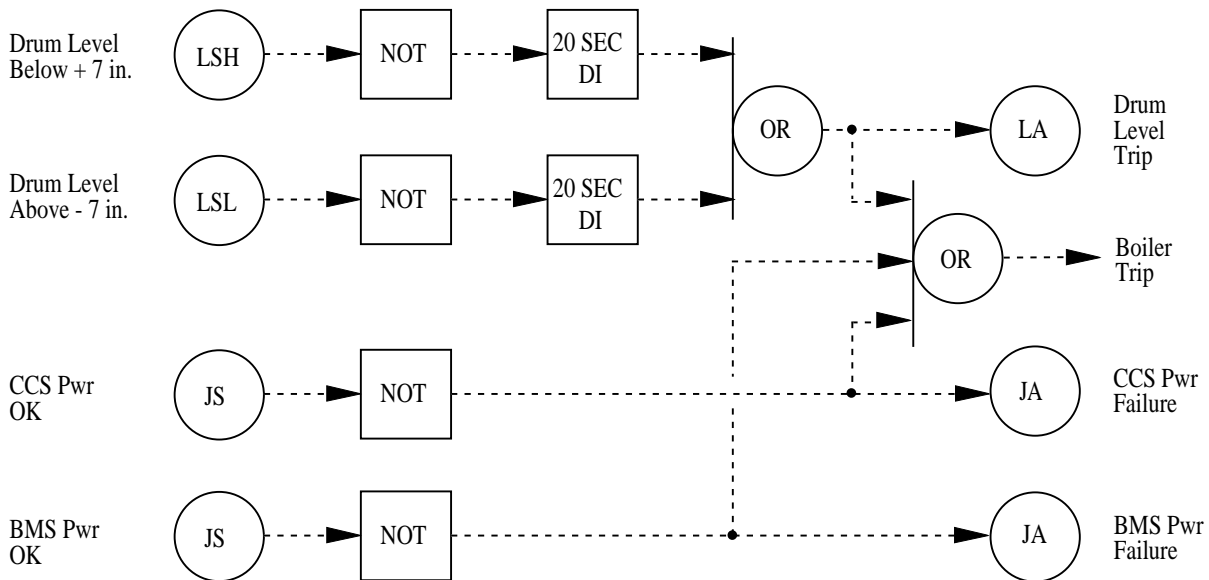 Drum Level
Below + 7 in.
LSH
NOT
20 SEC
DI
OR
LA
Drum
Level
Trip
Drum Level
Above - 7 in.
LSL
NOT
20 SEC
DI
OR
Boiler
Trip
CCS Pwr
OK
JS
NOT
JA
CCS Pwr
Failure
BMS Pwr
OK
JS
NOT
JA
BMS Pwr
Failure